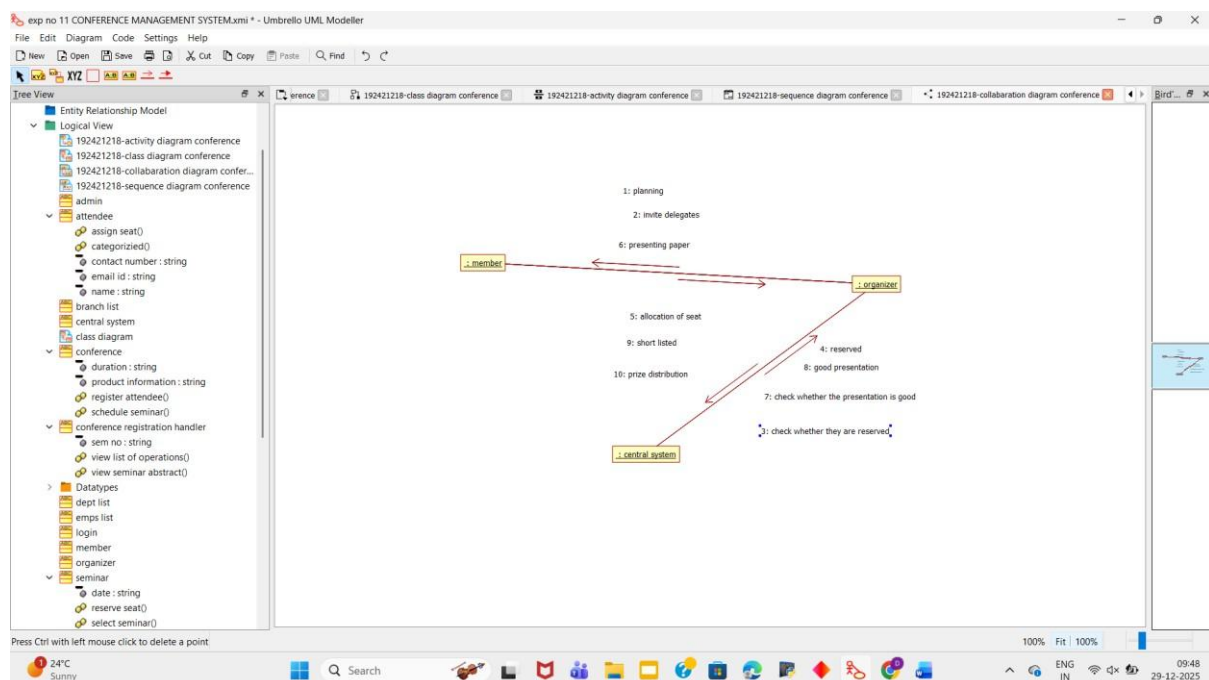 exp no 11 CONFERENCE MANAGEMENT SYSTEM.xmi * - Umbrello UML Modeller
File Edit Diagram Code Settings Help
New Open Save Cut Copy Paste Find
XYZ XYZ A.B A.B
Tree View
erence 192421218-class diagram conference 192421218-activity diagram conference 192421218-sequence diagram conference 192421218-collabaration diagram conference
Bird'...
Entity Relationship Model
Logical View
192421218-activity diagram conference
192421218-class diagram conference
192421218-collabaration diagram confer...
192421218-sequence diagram conference
admin
attendee
assign seat()
categorizied()
contact number : string
email id : string
name : string
branch list
central system
class diagram
conference
duration : string
product information : string
register attendee()
schedule seminar()
conference registration handler
sem no : string
view list of operations()
view seminar abstract()
Datatypes
dept list
emps list
login
member
organizer
seminar
date : string
reserve seat()
select seminar()
1: planning
2: invite delegates
6: presenting paper
: member
: organizer
5: allocation of seat
9: short listed
10: prize distribution
4: reserved
8: good presentation
7: check whether the presentation is good
3: check whether they are reserved
: central system
Press Ctrl with left mouse click to delete a point
100% Fit 100%
1
24°C
Sunny
Search
ENG
IN
09:48
29-12-2025